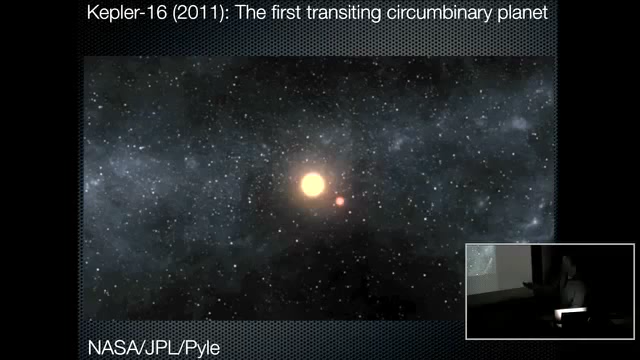 Kepler-16 (2011): The first transiting circumbinary planet
NASA/JPL/Pyle